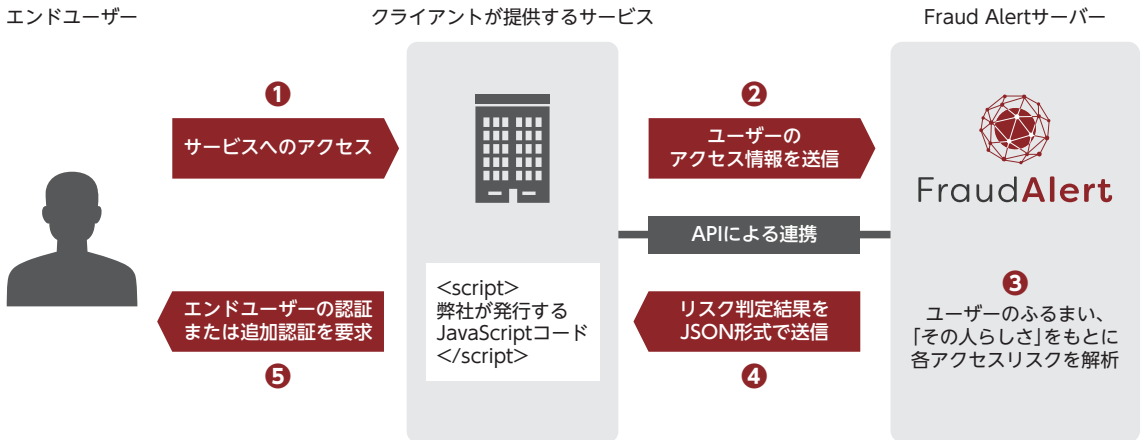 エンドユーザー
クライアントが提供するサービス
Fraud Alertサーバー
❶
サービスへのアクセス
❷
ユーザーの
アクセス情報を送信
FraudAlert
APIによる連携
<script>
弊社が発行する
JavaScriptコード
</script>
❸
ユーザーのふるまい、
「その人らしさ」をもとに
各アクセスリスクを解析
リスク判定結果を
JSON形式で送信
❹
エンドユーザーの認証
または追加認証を要求
❺